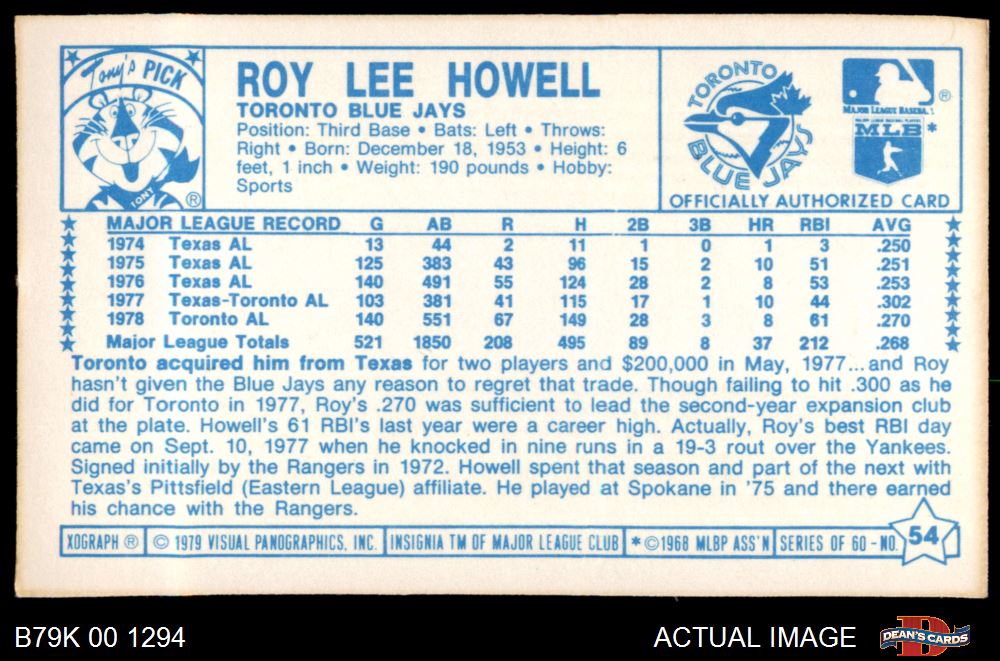 Tony's PICK
TONY
®
ROY LEE HOWELL
TORONTO BLUE JAYS
Position: Third Base • Bats: Left • Throws:
Right • Born: December 18, 1953 • Height: 6
feet, 1 inch • Weight: 190 pounds • Hobby:
Sports
TORONTO
BLUE JAYS
®
MAJOR LEAGUE BASEBALL
MLB *
OFFICIALLY AUTHORIZED CARD
MAJOR LEAGUE RECORD G AB R H 2B 3B HR RBI AVG
1974 Texas AL 13 44 2 11 1 0 1 3 .250
1975 Texas AL 125 383 43 96 15 2 10 51 .251
1976 Texas AL 140 491 55 124 28 2 8 53 .253
1977 Texas-Toronto AL 103 381 41 115 17 1 10 44 .302
1978 Toronto AL 140 551 67 149 28 3 8 61 .270
Major League Totals 521 1850 208 495 89 8 37 212 .268
Toronto acquired him from Texas for two players and $200,000 in May, 1977...and Roy
hasn't given the Blue Jays any reason to regret that trade. Though failing to hit .300 as he
did for Toronto in 1977, Roy's .270 was sufficient to lead the second-year expansion club
at the plate. Howell's 61 RBI's last year were a career high. Actually, Roy's best RBI day
came on Sept. 10, 1977 when he knocked in nine runs in a 19-3 rout over the Yankees.
Signed initially by the Rangers in 1972. Howell spent that season and part of the next with
Texas's Pittsfield (Eastern League) affiliate. He played at Spokane in '75 and there earned
his chance with the Rangers.
XOGRAPH ® © 1979 VISUAL PANOGRAPHICS, INC. INSIGNIA TM OF MAJOR LEAGUE CLUB * ©1968 MLBP ASS'N SERIES OF 60 - NO. 54
B79K 00 1294
ACTUAL IMAGE
D
DEAN'S CARDS